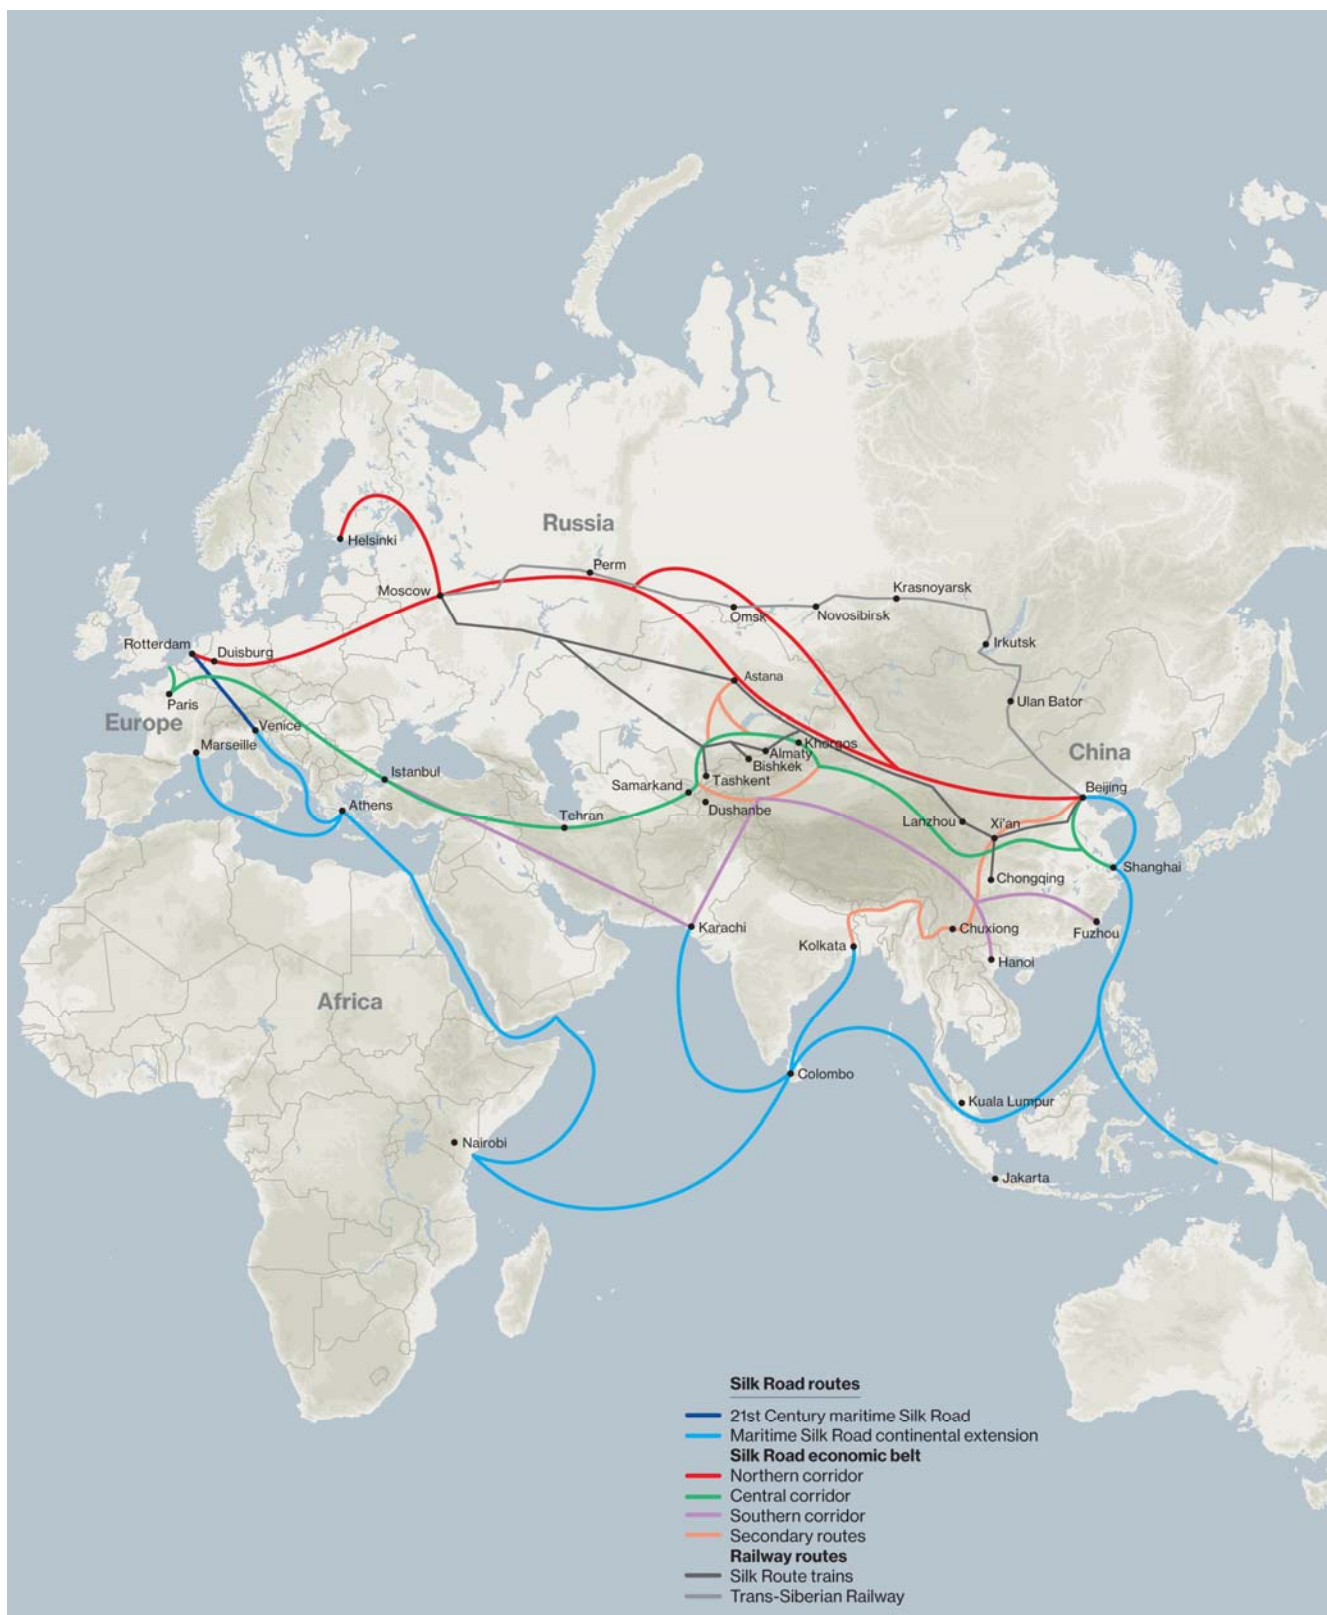 Russia
Helsinki
Perm
Moscow
Krasnoyarsk
Omsk
Novosibirsk
Rotterdam
Duisburg
Irkutsk
Astana
Paris
Ulan Bator
Europe
Venice
Marseille
Khorgos
China
Almaty
Bishkek
Istanbul
Tashkent
Samarkand
Beijing
Athens
Dushanbe
Tehran
Lanzhou
Xi'an
Shanghai
Chongqing
Karachi
Chuxiong
Fuzhou
Kolkata
Hanoi
Africa
Colombo
Kuala Lumpur
Nairobi
Jakarta
Silk Road routes
21st Century maritime Silk Road
Maritime Silk Road continental extension
Silk Road economic belt
Northern corridor
Central corridor
Southern corridor
Secondary routes
Railway routes
Silk Route trains
Trans-Siberian Railway